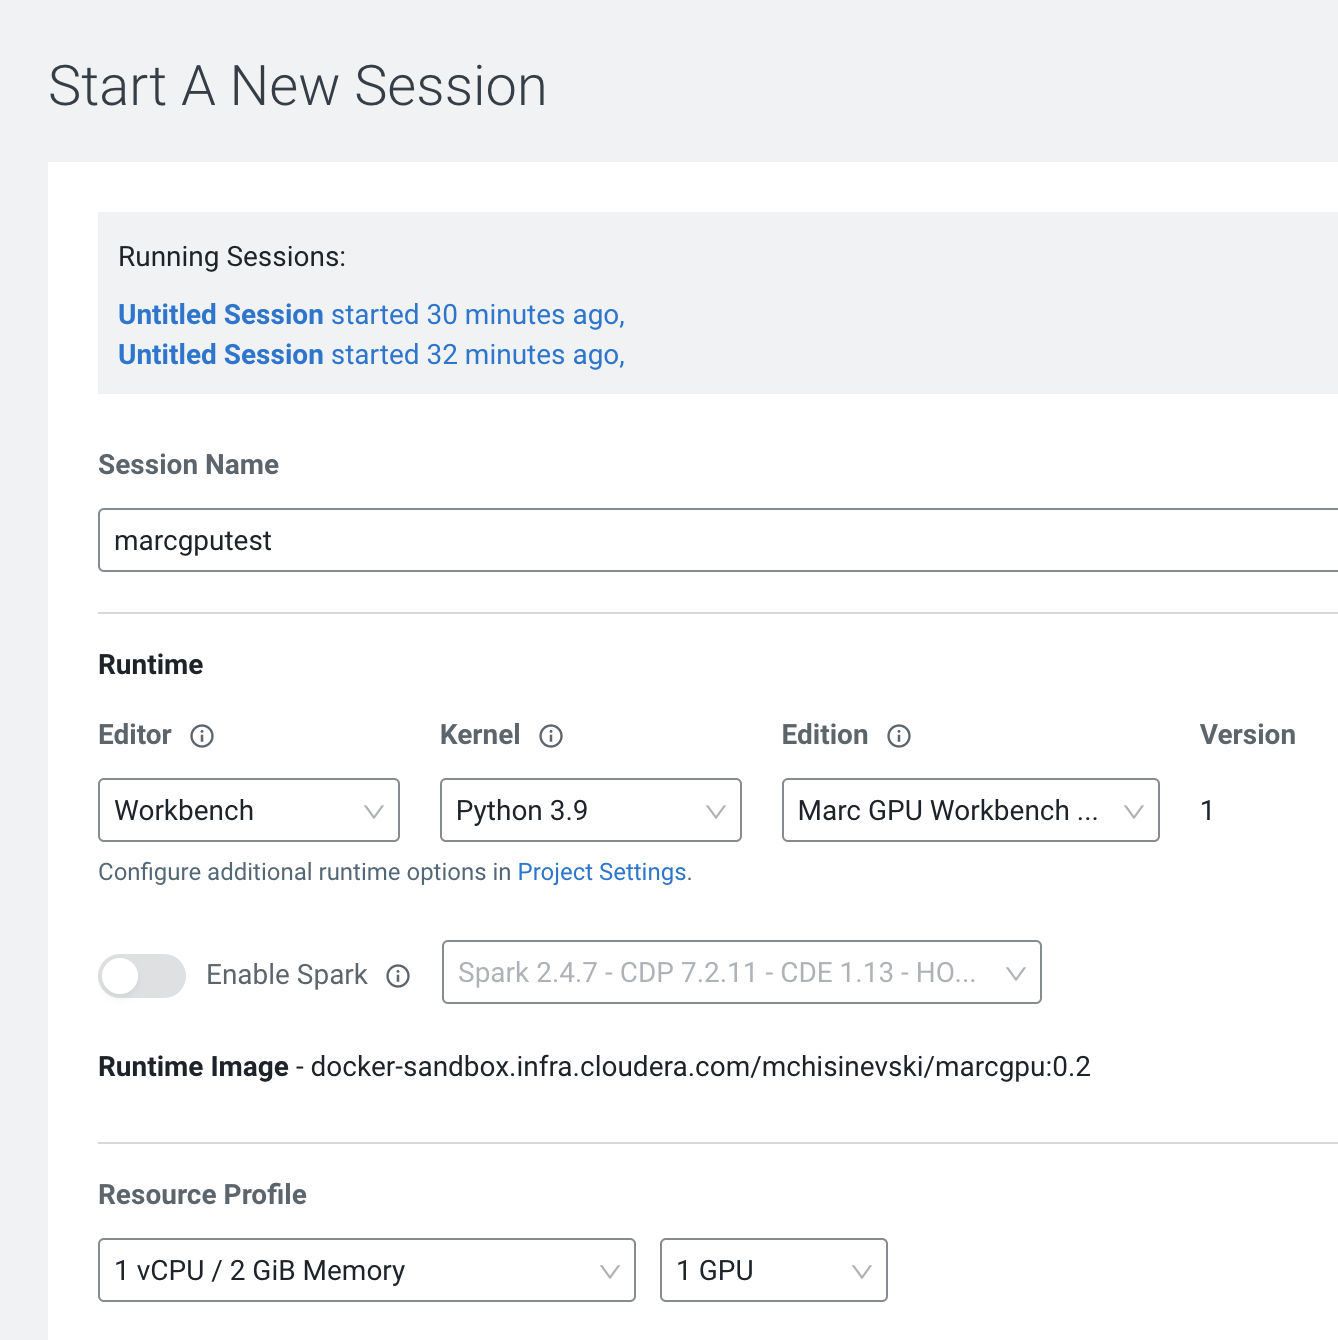 Start A New Session
Running Sessions:
Untitled Session started 30 minutes ago,
Untitled Session started 32 minutes ago,
Session Name
marcgputest
Runtime
Editor Kernel Edition Version
Workbench Python 3.9 Marc GPU Workbench ... 1
Configure additional runtime options in Project Settings.
Enable Spark Spark 2.4.7 - CDP 7.2.11 - CDE 1.13 - HO...
Runtime Image - docker-sandbox.infra.cloudera.com/mchisinevski/marcgpu:0.2
Resource Profile
1 vCPU / 2 GiB Memory 1 GPU